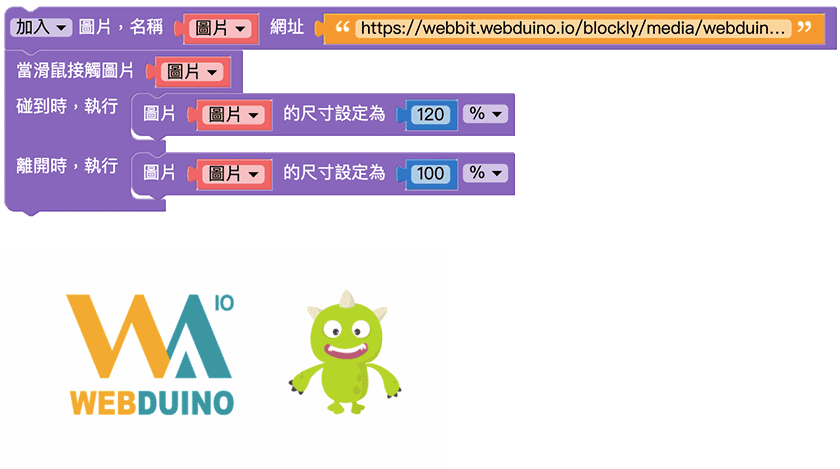 加入 圖片，名稱 圖片 網址 “ https://webbit.webduino.io/blockly/media/webduin... ”
當滑鼠接觸圖片 圖片
碰到時，執行 圖片 圖片 的尺寸設定為 120 %
離開時，執行 圖片 圖片 的尺寸設定為 100 %
WA IO
WEBDUINO